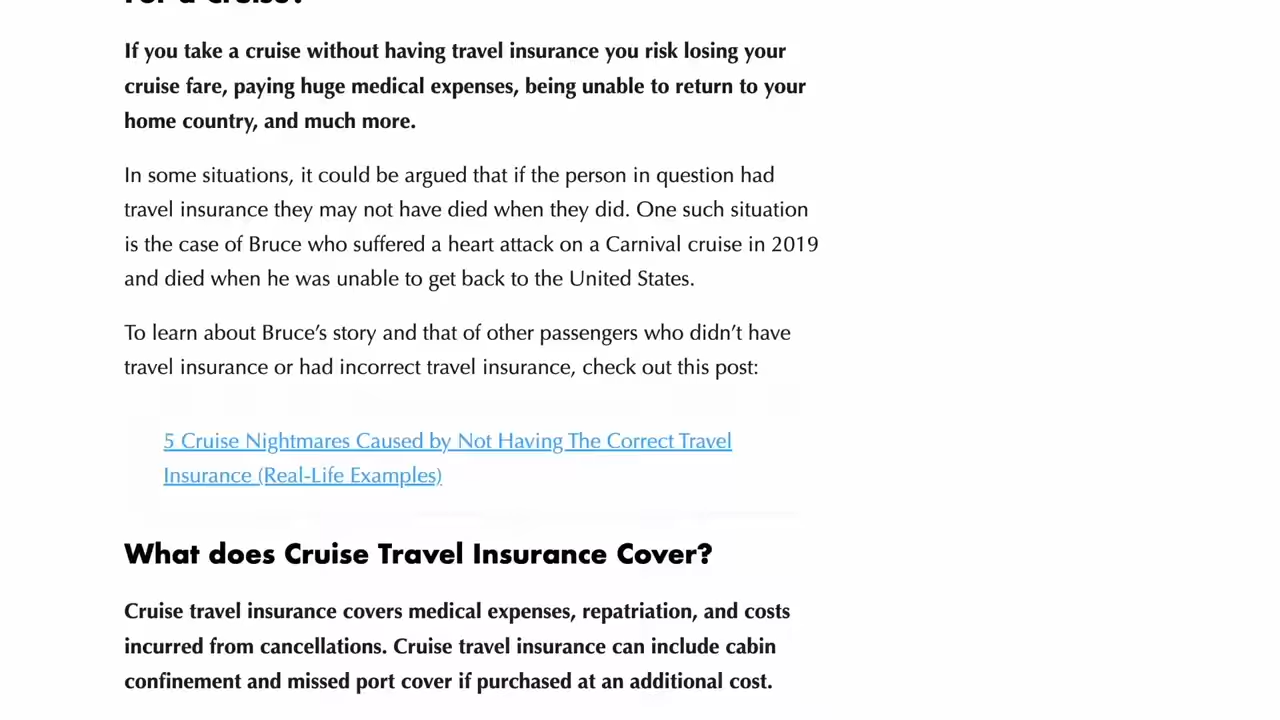 For a Cruise?
If you take a cruise without having travel insurance you risk losing your
cruise fare, paying huge medical expenses, being unable to return to your
home country, and much more.
In some situations, it could be argued that if the person in question had
travel insurance they may not have died when they did. One such situation
is the case of Bruce who suffered a heart attack on a Carnival cruise in 2019
and died when he was unable to get back to the United States.
To learn about Bruce’s story and that of other passengers who didn’t have
travel insurance or had incorrect travel insurance, check out this post:
5 Cruise Nightmares Caused by Not Having The Correct Travel
Insurance (Real-Life Examples)
What does Cruise Travel Insurance Cover?
Cruise travel insurance covers medical expenses, repatriation, and costs
incurred from cancellations. Cruise travel insurance can include cabin
confinement and missed port cover if purchased at an additional cost.